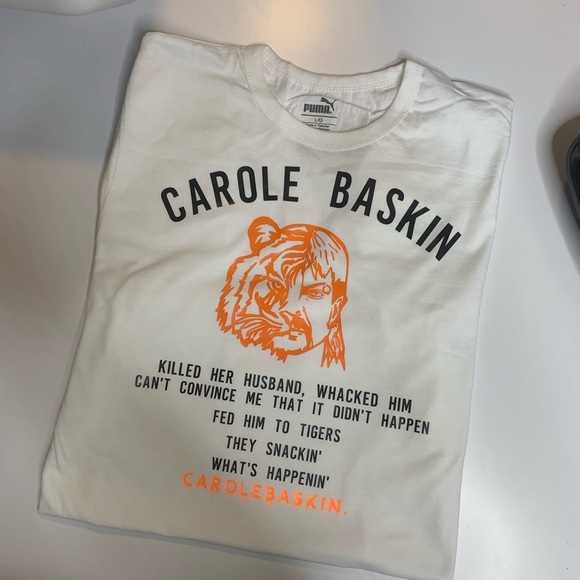 PUMA
L/G
CAROLE BASKIN
KILLED HER HUSBAND, WHACKED HIM
CAN'T CONVINCE ME THAT IT DIDN'T HAPPEN
FED HIM TO TIGERS
THEY SNACKIN'
WHAT'S HAPPENIN'
CAROLEBASKIN.